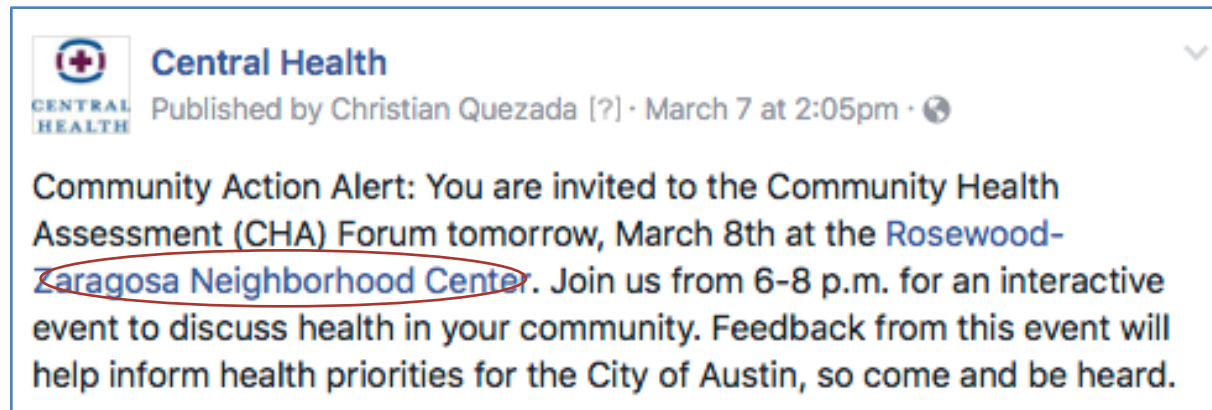 Central Health
CENTRAL
HEALTH
Published by Christian Quezada [?] · March 7 at 2:05pm ·
Community Action Alert: You are invited to the Community Health
Assessment (CHA) Forum tomorrow, March 8th at the Rosewood-
Zaragosa Neighborhood Center. Join us from 6-8 p.m. for an interactive
event to discuss health in your community. Feedback from this event will
help inform health priorities for the City of Austin, so come and be heard.